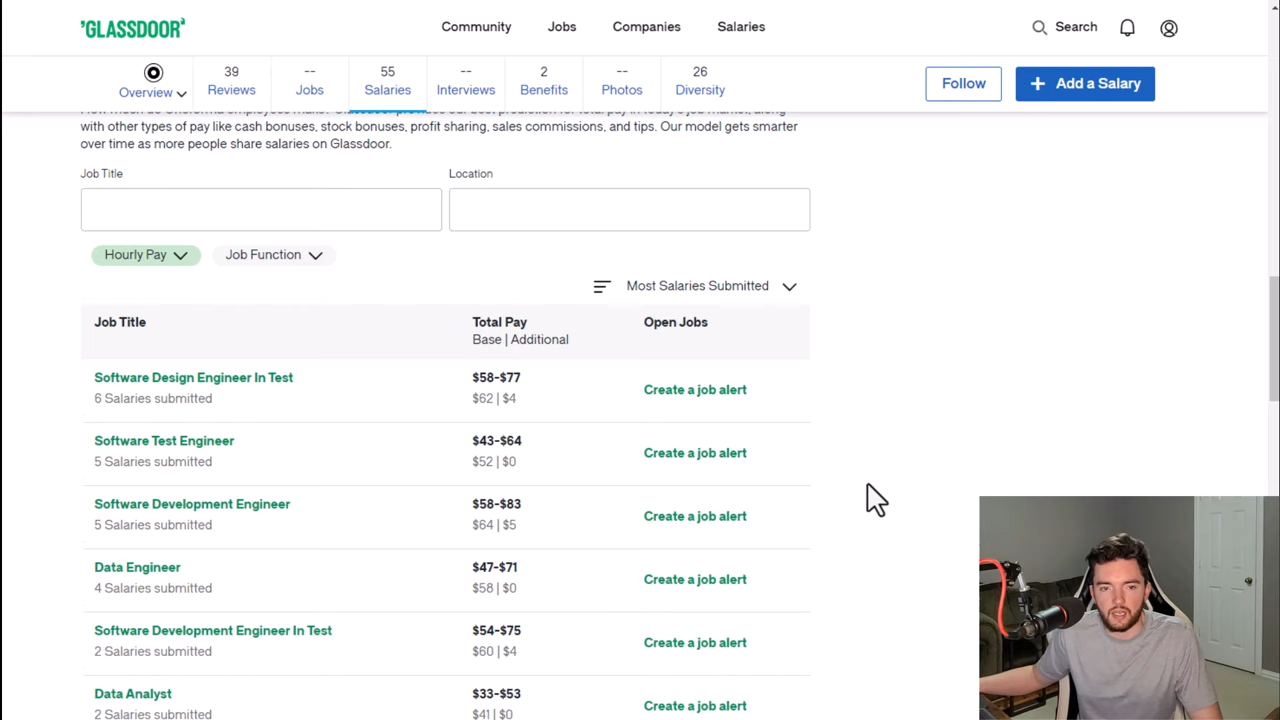 GLASSDOOR
Community
Jobs
Companies
Salaries
Search
Overview
39
Reviews
--
Jobs
55
Salaries
--
Interviews
2
Benefits
--
Photos
26
Diversity
Follow
+ Add a Salary
along
with other types of pay like cash bonuses, stock bonuses, profit sharing, sales commissions, and tips. Our model gets smarter
over time as more people share salaries on Glassdoor.
Job Title
Location
Hourly Pay
Job Function
Most Salaries Submitted
Job Title
Total Pay
Base | Additional
Open Jobs
Software Design Engineer In Test
6 Salaries submitted
$58-$77
$62 | $4
Create a job alert
Software Test Engineer
5 Salaries submitted
$43-$64
$52 | $0
Create a job alert
Software Development Engineer
5 Salaries submitted
$58-$83
$64 | $5
Create a job alert
Data Engineer
4 Salaries submitted
$47-$71
$58 | $0
Create a job alert
Software Development Engineer In Test
2 Salaries submitted
$54-$75
$60 | $4
Create a job alert
Data Analyst
2 Salaries submitted
$33-$53
$41 | $0
Create a job alert